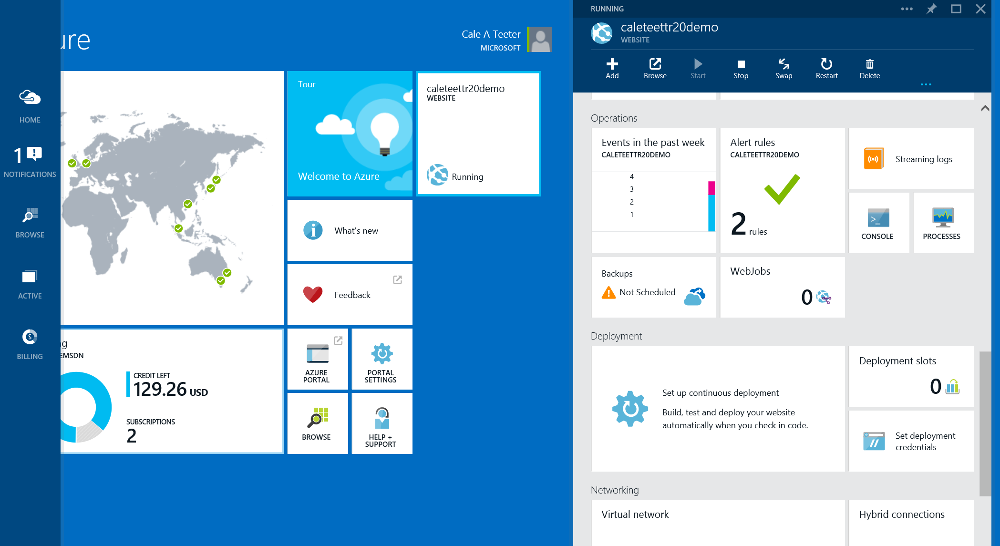 HOME
1
NOTIFICATIONS
BROWSE
ACTIVE
$
BILLING
ure
Cale A Teeter
MICROSOFT
Tour
Welcome to Azure
caleteettr20demo
WEBSITE
Running
What's new
Feedback
ng
EMSDN
CREDIT LEFT
129.26 USD
SUBSCRIPTIONS
2
AZURE
PORTAL
PORTAL
SETTINGS
BROWSE
HELP +
SUPPORT
RUNNING
caleteettr20demo
WEBSITE
Add
Browse
Start
Stop
Swap
Restart
Delete
Operations
Events in the past week
CALETEETTR20DEMO
4
3
2
1
Alert rules
CALETEETTR20DEMO
2 rules
Streaming logs
CONSOLE
PROCESSES
Backups
Not Scheduled
WebJobs
0
Deployment
Set up continuous deployment
Build, test and deploy your website
automatically when you check in code.
Deployment slots
0
Set deployment
credentials
Networking
Virtual network
Hybrid connections